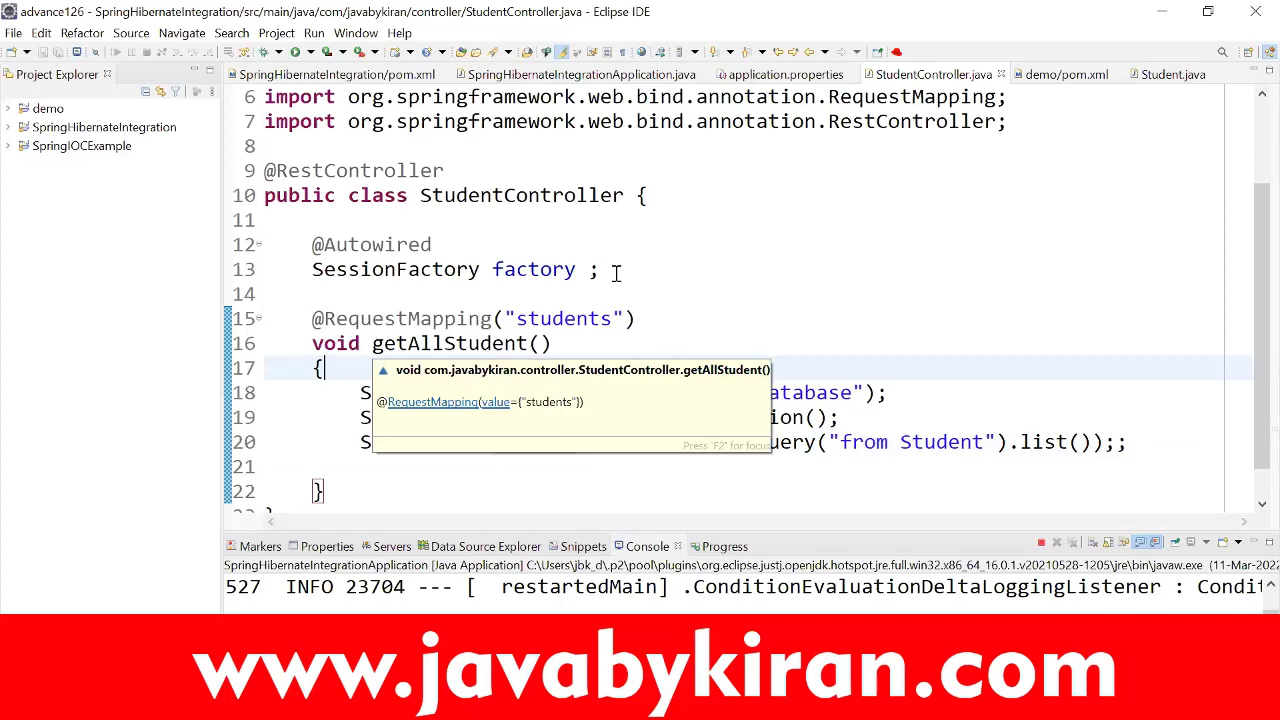 advance126 - SpringHibernateIntegration/src/main/java/com/javabykiran/controller/StudentController.java - Eclipse IDE
File Edit Refactor Source Navigate Search Project Run Window Help
Project Explorer
SpringHibernateIntegration/pom.xml SpringHibernateIntegrationApplication.java application.properties StudentController.java demo/pom.xml Student.java
demo
SpringHibernateIntegration
SpringIOCExample
6 import org.springframework.web.bind.annotation.RequestMapping;
7 import org.springframework.web.bind.annotation.RestController;
8
9 @RestController
10 public class StudentController {
11
12 @Autowired
13 SessionFactory factory ;
14
15 @RequestMapping("students")
16 void getAllStudent()
17 {
void com.javabykiran.controller.StudentController.getAllStudent()
@RequestMapping(value={"students"})
Press 'F2' for focus
18 S atabase");
19 S ion();
20 S uery("from Student").list());;
21
22 }
Markers Properties Servers Data Source Explorer Snippets Console Progress
SpringHibernateIntegrationApplication [Java Application] C:\Users\jbk_d\.p2\pool\plugins\org.eclipse.justj.openjdk.hotspot.jre.full.win32.x86_64_16.0.1.v20210528-1205\jre\bin\javaw.exe (11-Mar-2022
527 INFO 23704 --- [ restartedMain] .ConditionEvaluationDeltaLoggingListener : Condit
www.javabykiran.com